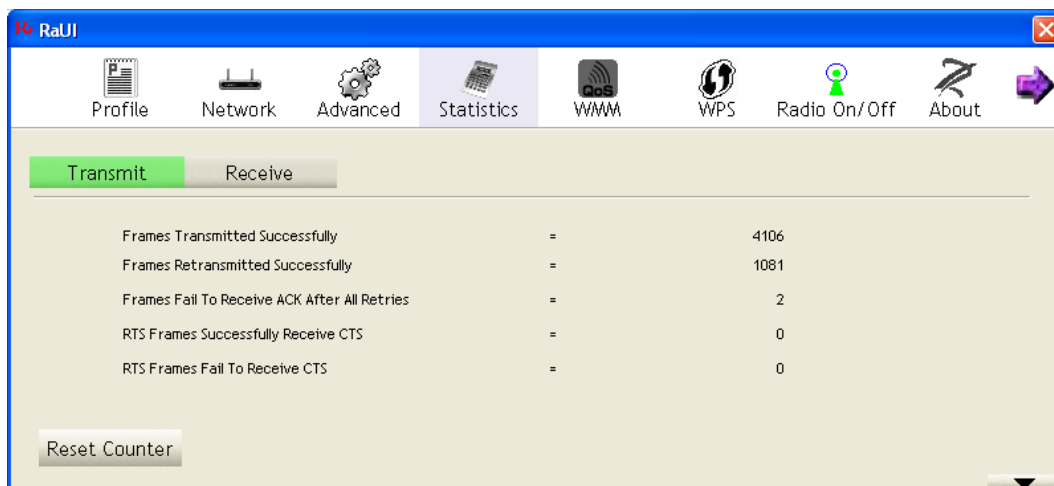 RaUI
Profile Network Advanced Statistics QoS WMM WPS Radio On/Off About
Transmit Receive
Frames Transmitted Successfully = 4106
Frames Retransmitted Successfully = 1081
Frames Fail To Receive ACK After All Retries = 2
RTS Frames Successfully Receive CTS = 0
RTS Frames Fail To Receive CTS = 0
Reset Counter